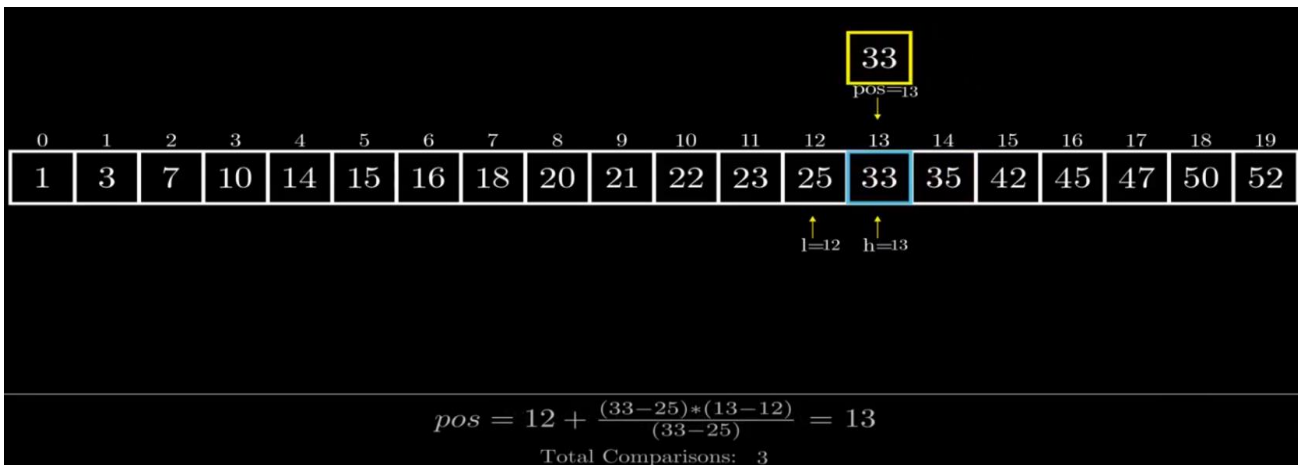 33
pos=13
0 1 2 3 4 5 6 7 8 9 10 11 12 13 14 15 16 17 18 19
1 3 7 10 14 15 16 18 20 21 22 23 25 33 35 42 45 47 50 52
l=12 h=13
pos = 12 + (33−25)∗(13−12)/(33−25) = 13
Total Comparisons: 3